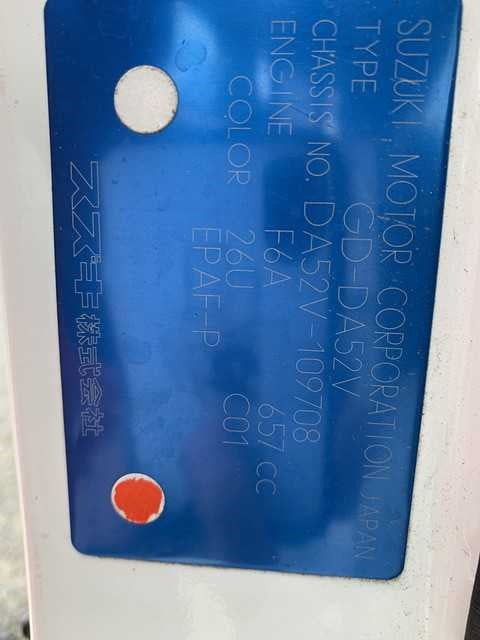 SUZUKI MOTOR CORPORATION JAPAN
TYPE GD-DA52V
CHASSIS NO. DA52V-109708
ENGINE F6A 657 CC
COLOR 26U C01
EPAF-P
スズキ株式会社